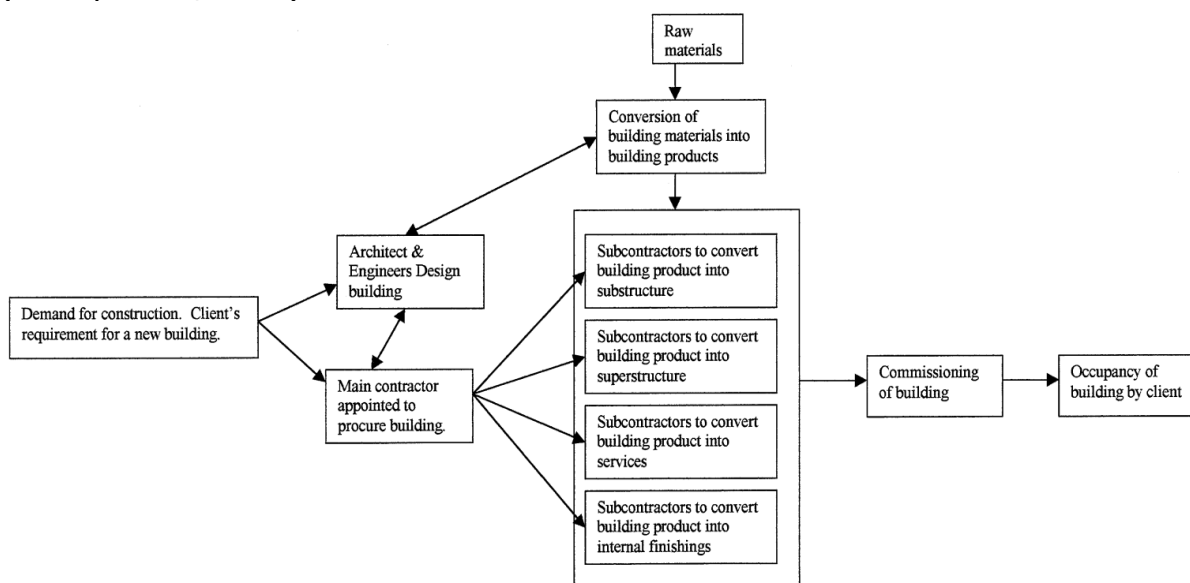 Raw
materials
Conversion of
building materials into
building products
Architect &
Engineers Design
building
Subcontractors to convert
building product into
substructure
Demand for construction. Client's
requirement for a new building.
Subcontractors to convert
building product into
superstructure
Main contractor
appointed to
procure building.
Commissioning
of building
Occupancy of
building by client
Subcontractors to convert
building product into
services
Subcontractors to convert
building product into
internal finishings